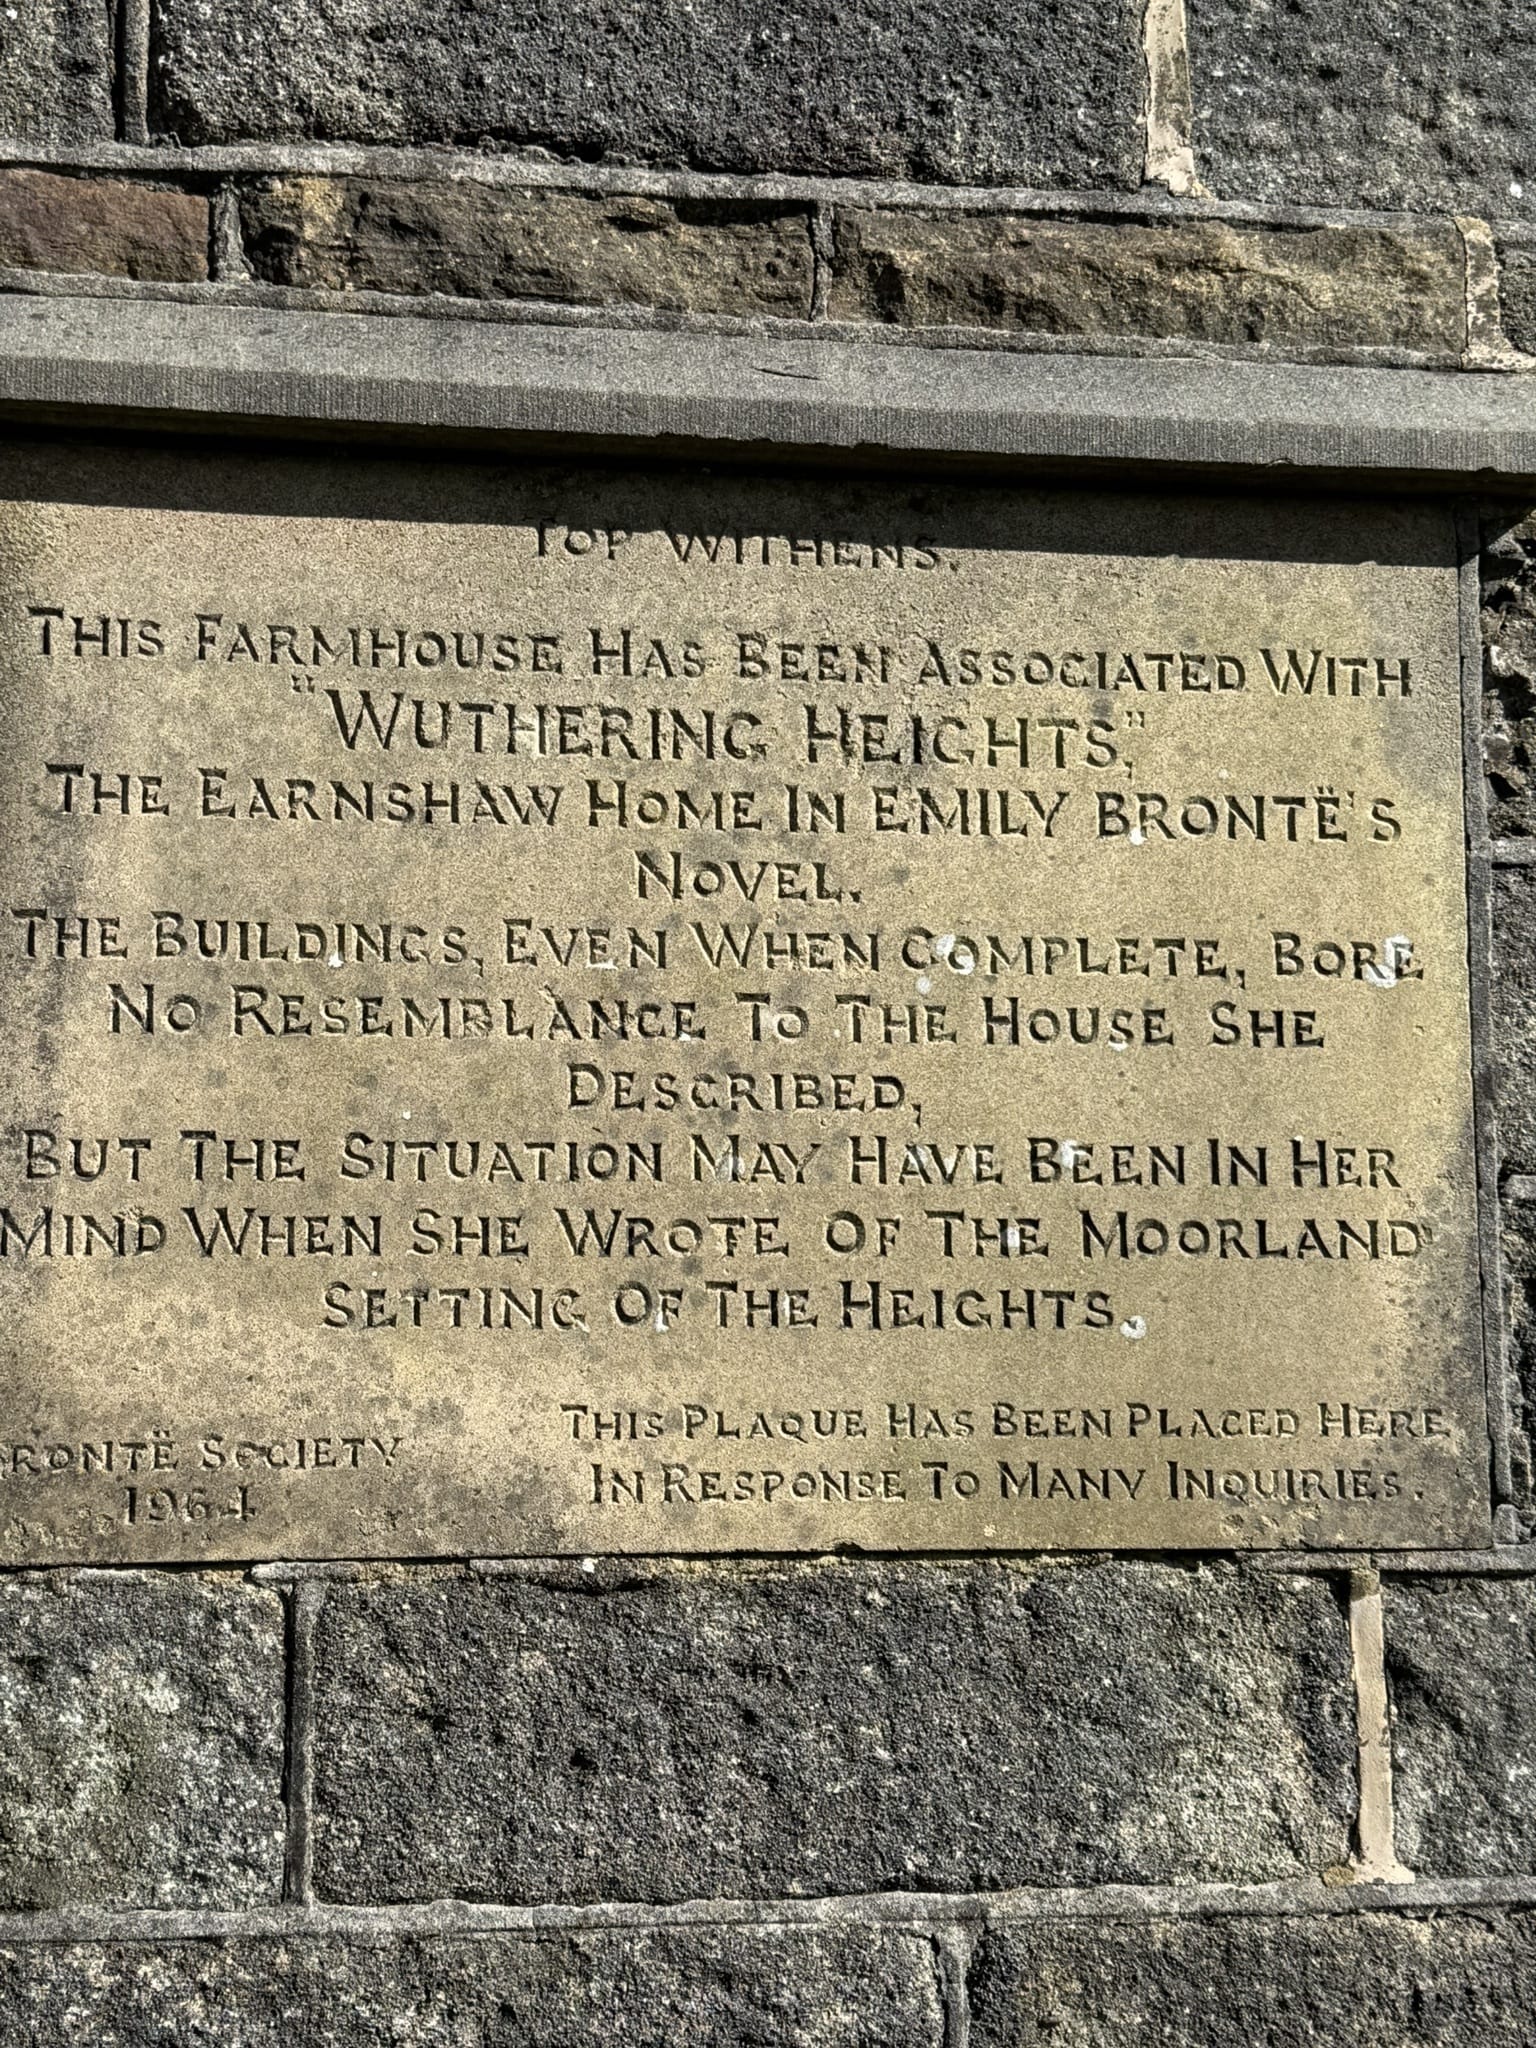 TOP WITHENS.
THIS FARMHOUSE HAS BEEN ASSOCIATED WITH
"WUTHERING HEIGHTS,"
THE EARNSHAW HOME IN EMILY BRONTË'S
NOVEL.
THE BUILDINGS, EVEN WHEN COMPLETE, BORE
NO RESEMBLANCE TO THE HOUSE SHE
DESCRIBED,
BUT THE SITUATION MAY HAVE BEEN IN HER
MIND WHEN SHE WROTE OF THE MOORLAND
SETTING OF THE HEIGHTS.
BRONTË SOCIETY
1964
THIS PLAQUE HAS BEEN PLACED HERE
IN RESPONSE TO MANY INQUIRIES.